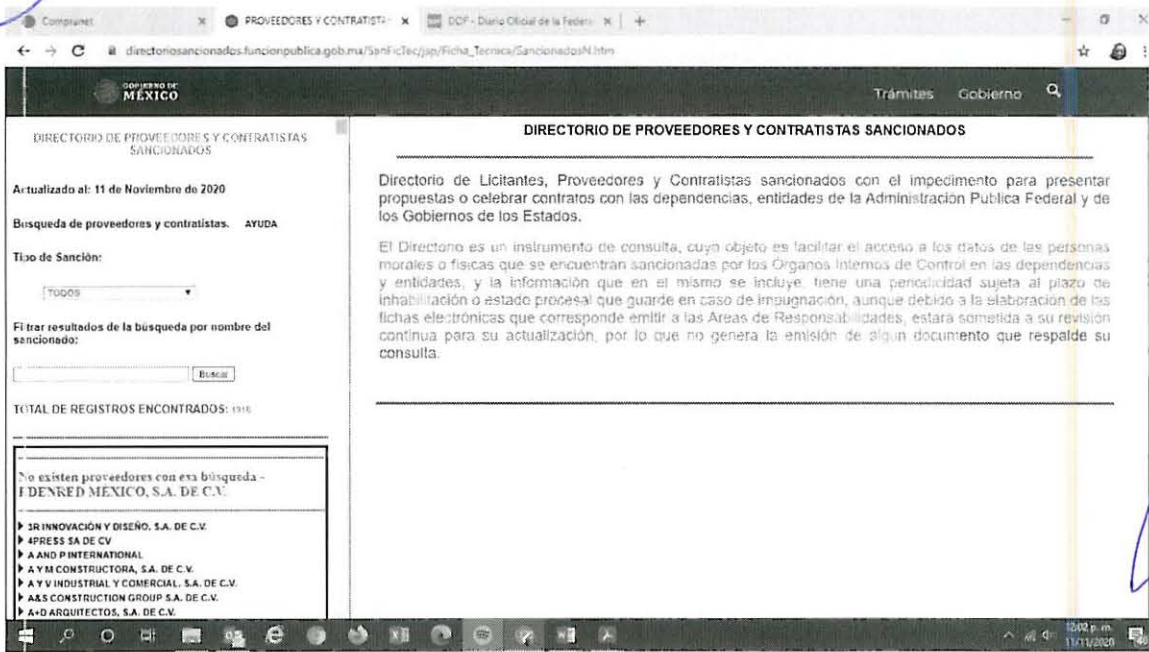 Compranet
PROVEEDORES Y CONTRATISTA
DOF - Diario Oficial de la Federa
directoriosancionados.funcionpublica.gob.mx/SanFicTec/jsp/Ficha_Tecnica/SancionadosN.htm
GOBIERNO DE
MÉXICO
Trámites Gobierno
DIRECTORIO DE PROVEEDORES Y CONTRATISTAS
SANCIONADOS
Actualizado al: 11 de Noviembre de 2020
Busqueda de proveedores y contratistas. AYUDA
Tipo de Sanción:
TODOS
Filtrar resultados de la búsqueda por nombre del
sancionado:
Buscar
TOTAL DE REGISTROS ENCONTRADOS:
No existen proveedores con esa búsqueda -
EDENRED MÉXICO, S.A. DE C.V.
3R INNOVACIÓN Y DISEÑO, S.A. DE C.V.
4PRESS SA DE CV
A AND P INTERNATIONAL
A Y M CONSTRUCTORA, S.A. DE C.V.
A Y V INDUSTRIAL Y COMERCIAL, S.A. DE C.V.
A&S CONSTRUCTION GROUP S.A. DE C.V.
A+D ARQUITECTOS, S.A. DE C.V.
DIRECTORIO DE PROVEEDORES Y CONTRATISTAS SANCIONADOS
Directorio de Licitantes, Proveedores y Contratistas sancionados con el impedimento para presentar
propuestas o celebrar contratos con las dependencias, entidades de la Administración Publica Federal y de
los Gobiernos de los Estados.
El Directorio es un instrumento de consulta, cuyo objeto es facilitar el acceso a los datos de las personas
morales o físicas que se encuentran sancionadas por los Órganos Internos de Control en las dependencias
y entidades, y la información que en el mismo se incluye, tiene una periodicidad sujeta al plazo de
inhabilitación o estado procesal que guarde en caso de impugnación, aunque debido a la elaboración de las
fichas electrónicas que corresponde emitir a las Areas de Responsabilidades, estará sometida a su revisión
continua para su actualización, por lo que no genera la emisión de algun documento que respalde su
consulta.
12:02 p. m.
11/11/2020